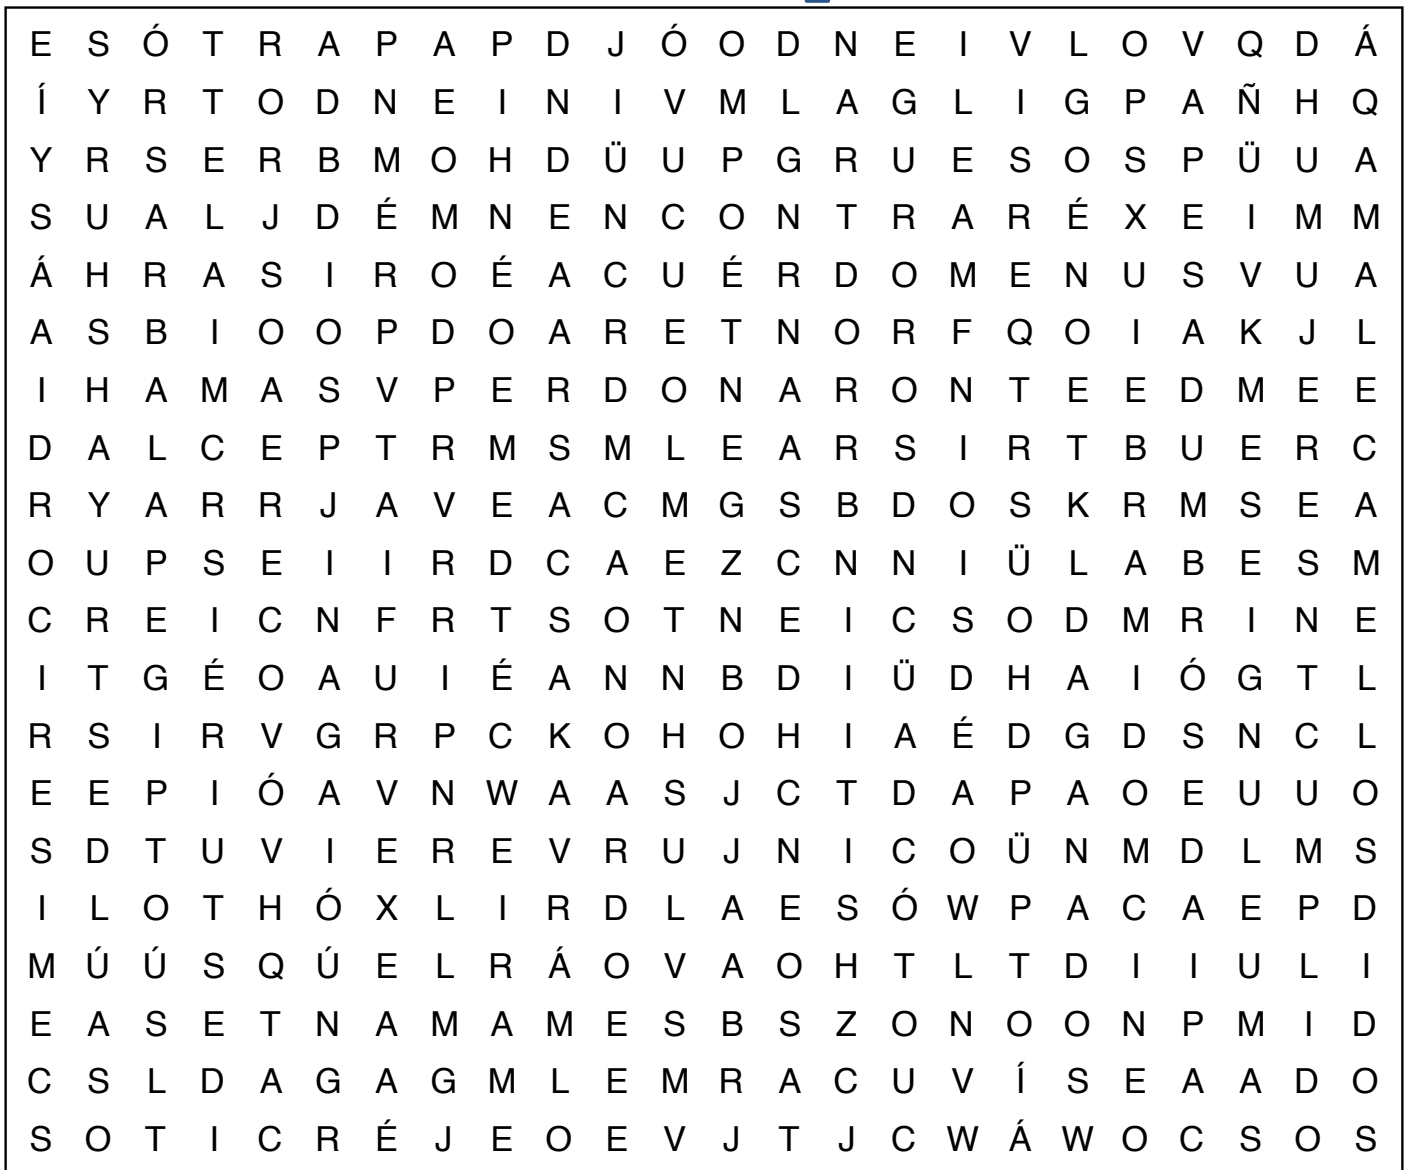 E S Ó T R A P A P D J Ó O D N E I V L O V Q D Á
Í Y R T O D N E I N I V M L A G L I G P A Ñ H Q
Y R S E R B M O H D Ü U P G R U E S O S P Ü U A
S U A L J D É M N E N C O N T R A R É X E I M M
Á H R A S I R O É A C U É R D O M E N U S V U A
A S B I O O P D O A R E T N O R F Q O I A K J L
I H A M A S V P E R D O N A R O N T E E D M E E
D A L C E P T R M S M L E A R S I R T B U E R C
R Y A R R J A V E A C M G S B D O S K R M S E A
O U P S E I I R D C A E Z C N N I Ü L A B E S M
C R E I C N F R T S O T N E I C S O D M R I N E
I T G É O A U I É A N N B D I Ü D H A I Ó G T L
R S I R V G R P C K O H O H I A É D G D S N C L
E E P I Ó A V N W A A S J C T D A P A O E U U O
S D T U V I E R E V R U J N I C O Ü N M D L M S
I L O T H Ó X L I R D L A E S Ó W P A C A E P D
M Ú Ú S Q Ú E L R Á O V A O H T L T D I I U L I
E A S E T N A M A M E S B S Z O N O O N P M I D
C S L D A G A G M L E M R A C U V Í S E A A D O
S O T I C R É J E O E V J T J C W Á W O C S O S